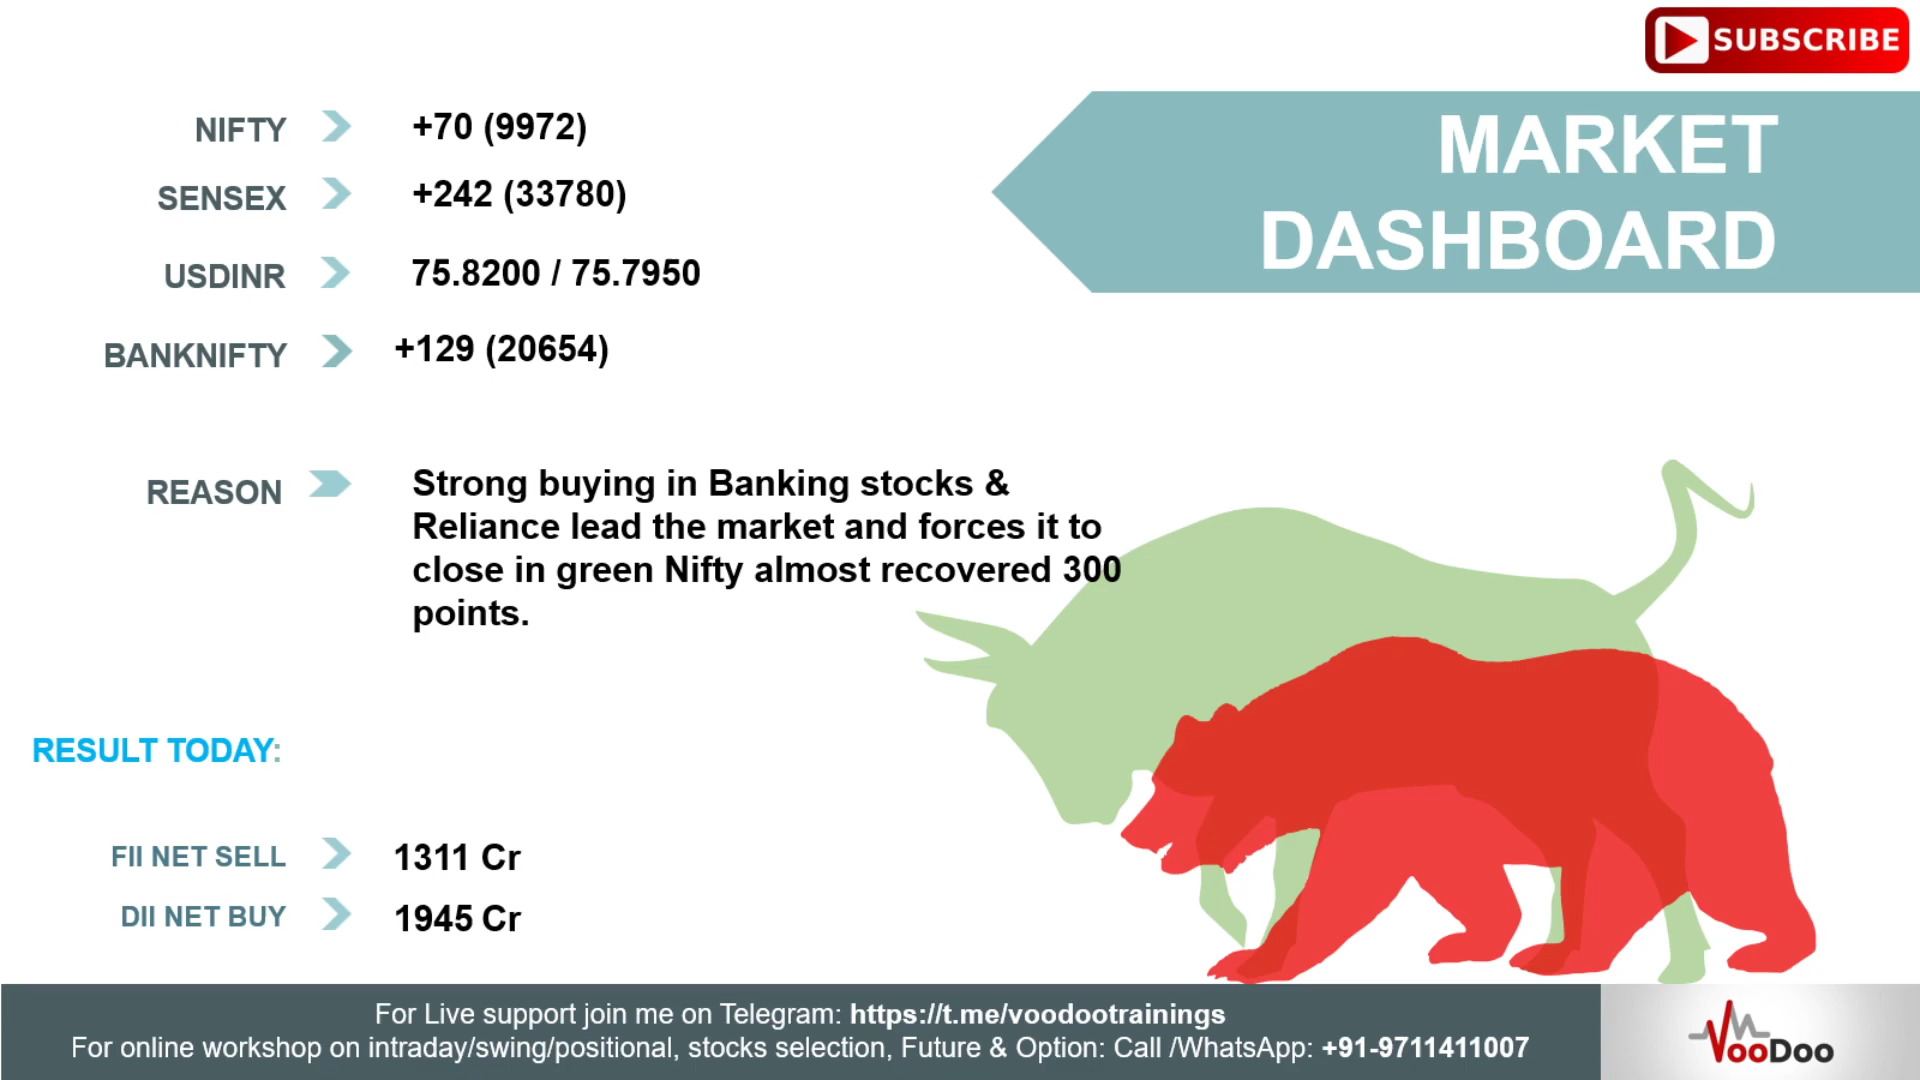 SUBSCRIBE
MARKET
DASHBOARD
NIFTY +70 (9972)
SENSEX +242 (33780)
USDINR 75.8200 / 75.7950
BANKNIFTY +129 (20654)
REASON Strong buying in Banking stocks &
Reliance lead the market and forces it to
close in green Nifty almost recovered 300
points.
RESULT TODAY:
FII NET SELL 1311 Cr
DII NET BUY 1945 Cr
For Live support join me on Telegram: https://t.me/voodootrainings
For online workshop on intraday/swing/positional, stocks selection, Future & Option: Call /WhatsApp: +91-9711411007
VooDoo